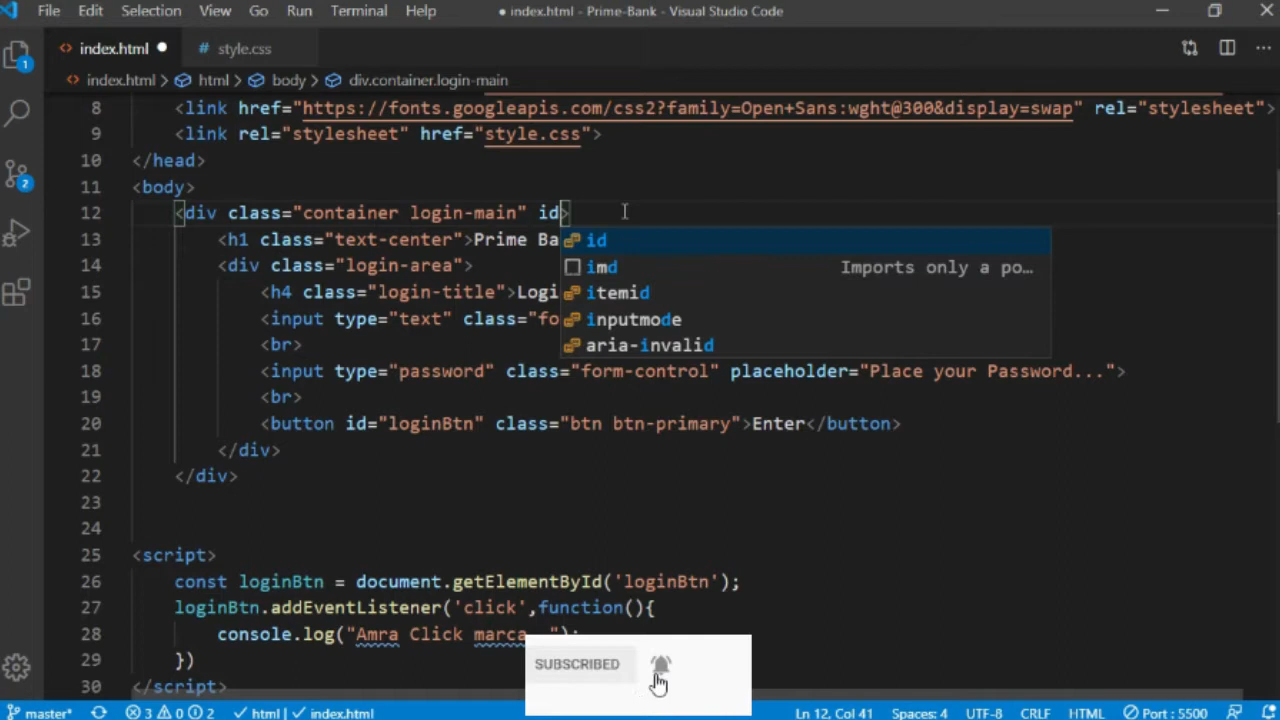 File Edit Selection View Go Run Terminal Help ● index.html - Prime-Bank - Visual Studio Code
<> index.html ● # style.css
<> index.html > html > body > div.container.login-main
8 <link href="https://fonts.googleapis.com/css2?family=Open+Sans:wght@300&display=swap" rel="stylesheet">
9 <link rel="stylesheet" href="style.css">
10 </head>
11 <body>
12 <div class="container login-main" id>
id
13 <h1 class="text-center">Prime Ba
imd Imports only a po…
14 <div class="login-area">
itemid
15 <h4 class="login-title">Logi
inputmode
16 <input type="text" class="fo
aria-invalid
17 <br>
18 <input type="password" class="form-control" placeholder="Place your Password...">
19 <br>
20 <button id="loginBtn" class="btn btn-primary">Enter</button>
21 </div>
22 </div>
23
24
25 <script>
26 const loginBtn = document.getElementById('loginBtn');
27 loginBtn.addEventListener('click',function(){
28 console.log("Amra Click marca ");
29 })
30 </script>
SUBSCRIBED
1
2
master* 3 0 2 html | index.html Ln 12, Col 41 Spaces: 4 UTF-8 CRLF HTML Port : 5500